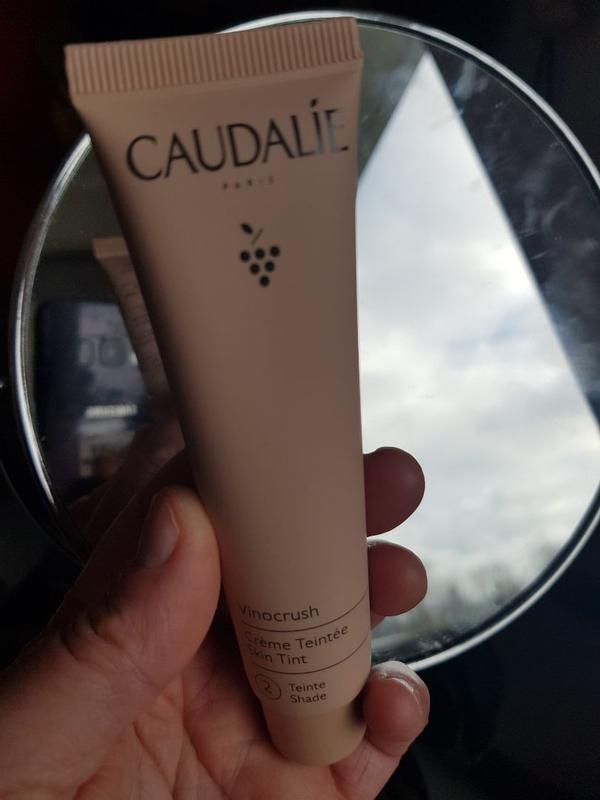 CAUDALÍE
PARIS
Vinocrush
Crème Teintée
Skin Tint
2 Teinte
Shade